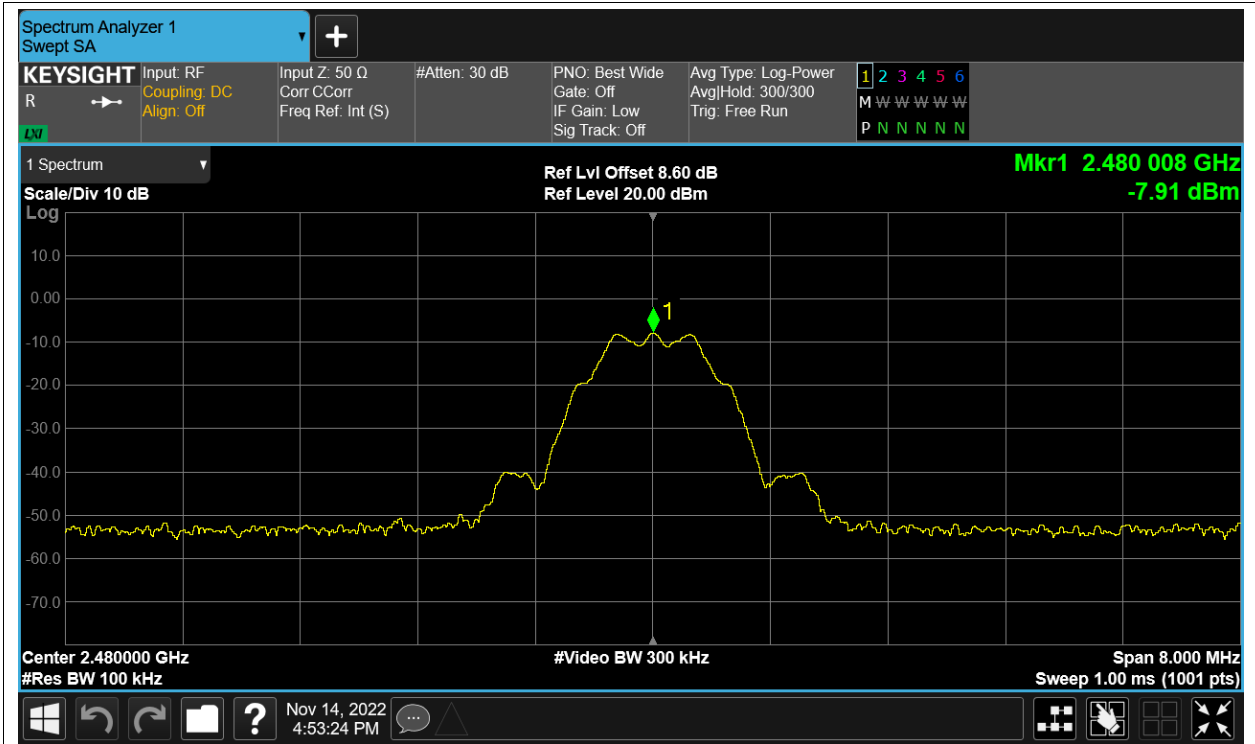 Spectrum Analyzer 1
Swept SA
KEYSIGHT
R
LXI
Input: RF
Coupling: DC
Align: Off
Input Z: 50 Ω
Corr CCorr
Freq Ref: Int (S)
#Atten: 30 dB
PNO: Best Wide
Gate: Off
IF Gain: Low
Sig Track: Off
Avg Type: Log-Power
Avg|Hold: 300/300
Trig: Free Run
1 2 3 4 5 6
M W W W W W W
P N N N N N N
1 Spectrum
Scale/Div 10 dB
Log
Ref Lvl Offset 8.60 dB
Ref Level 20.00 dBm
Mkr1 2.480 008 GHz
-7.91 dBm
1
10.0
0.00
-10.0
-20.0
-30.0
-40.0
-50.0
-60.0
-70.0
Center 2.480000 GHz
#Res BW 100 kHz
#Video BW 300 kHz
Span 8.000 MHz
Sweep 1.00 ms (1001 pts)
?
Nov 14, 2022
4:53:24 PM